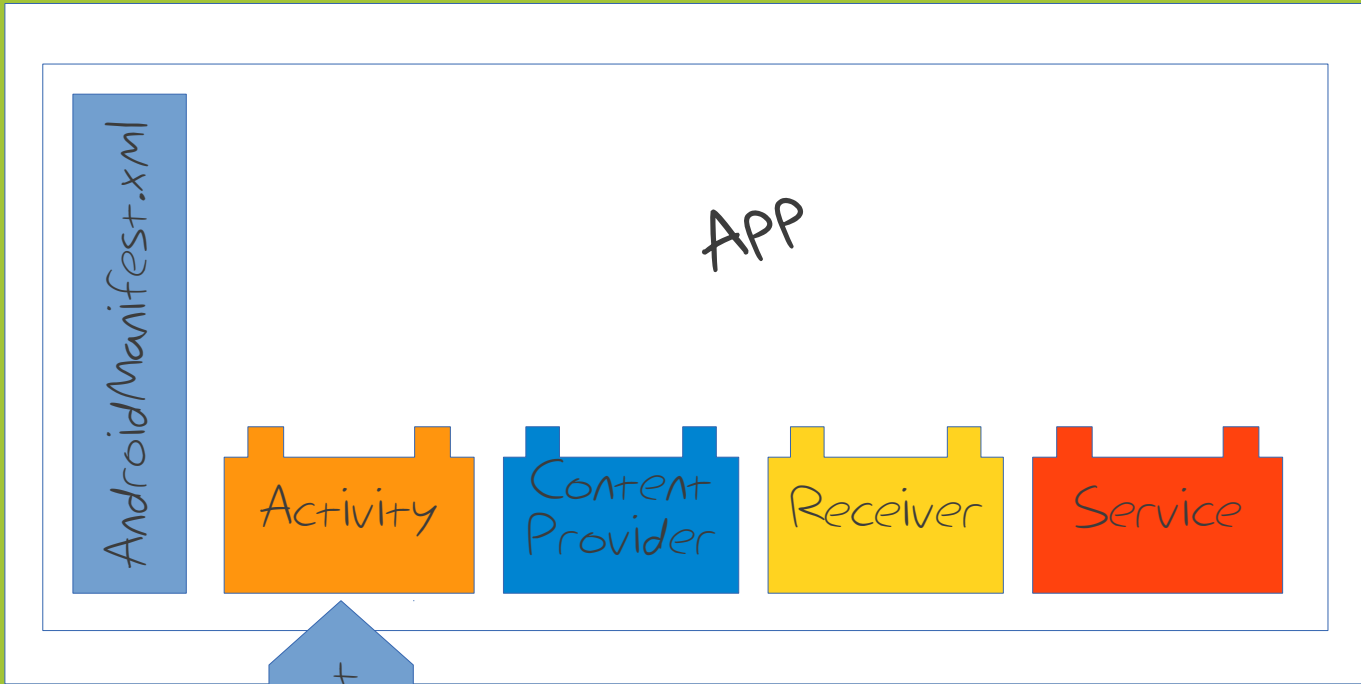 AndroidManifest.xml
App
Activity
Content
Provider
Receiver
Service